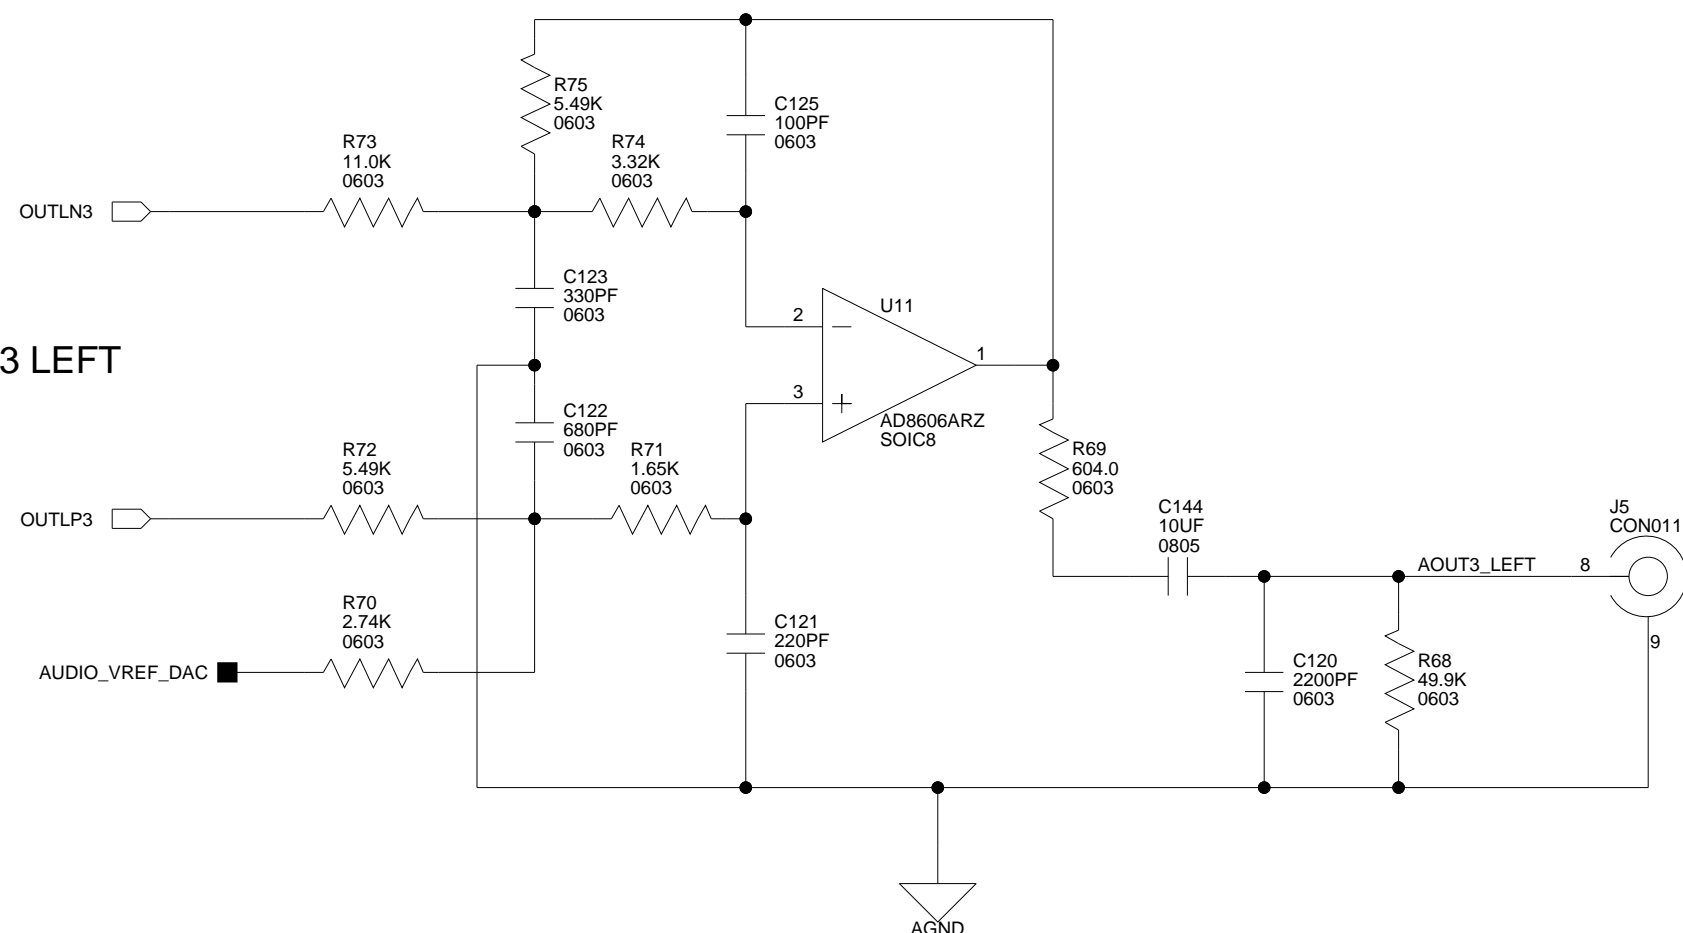 R75
5.49K
0603
C125
100PF
0603
R73
11.0K
0603
R74
3.32K
0603
OUTLN3
C123
330PF
0603
2
U11
3 LEFT
1
3
C122
680PF
0603
AD8606ARZ
SOIC8
R72
5.49K
0603
R71
1.65K
0603
R69
604.0
0603
OUTLP3
C144
10UF
0805
J5
CON011
AOUT3_LEFT
8
R70
2.74K
0603
C121
220PF
0603
9
AUDIO_VREF_DAC
C120
2200PF
0603
R68
49.9K
0603
AGND